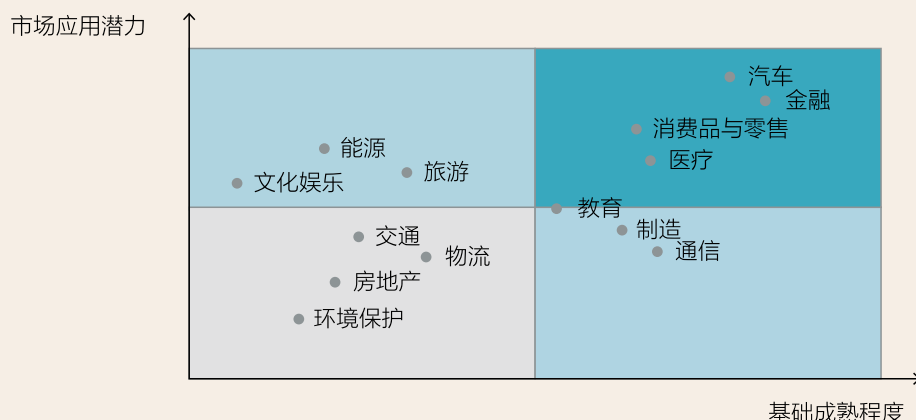 市场应用潜力
汽车
金融
消费品与零售
能源
医疗
旅游
文化娱乐
教育
制造
交通
通信
物流
房地产
环境保护
基础成熟程度